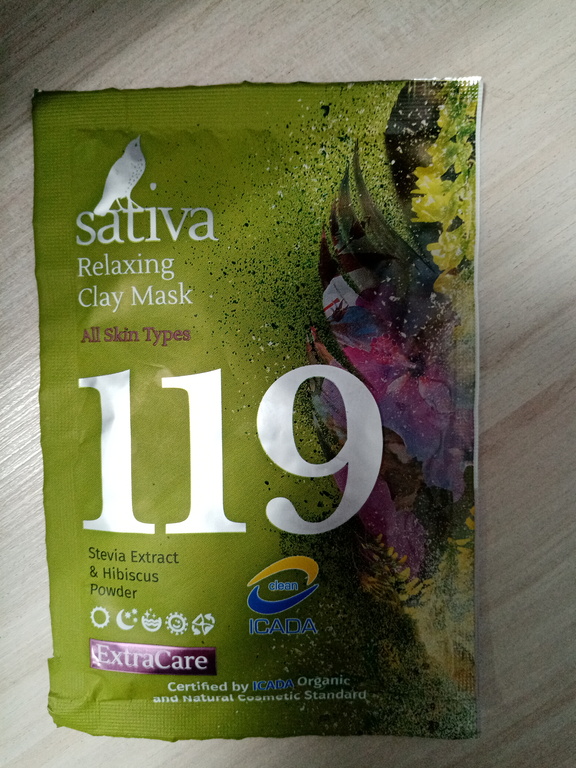 sativa
Relaxing
Clay Mask
All Skin Types
119
Stevia Extract
& Hibiscus
Powder
clean
ICADA
ExtraCare
Certified by ICADA Organic
and Natural Cosmetic Standard